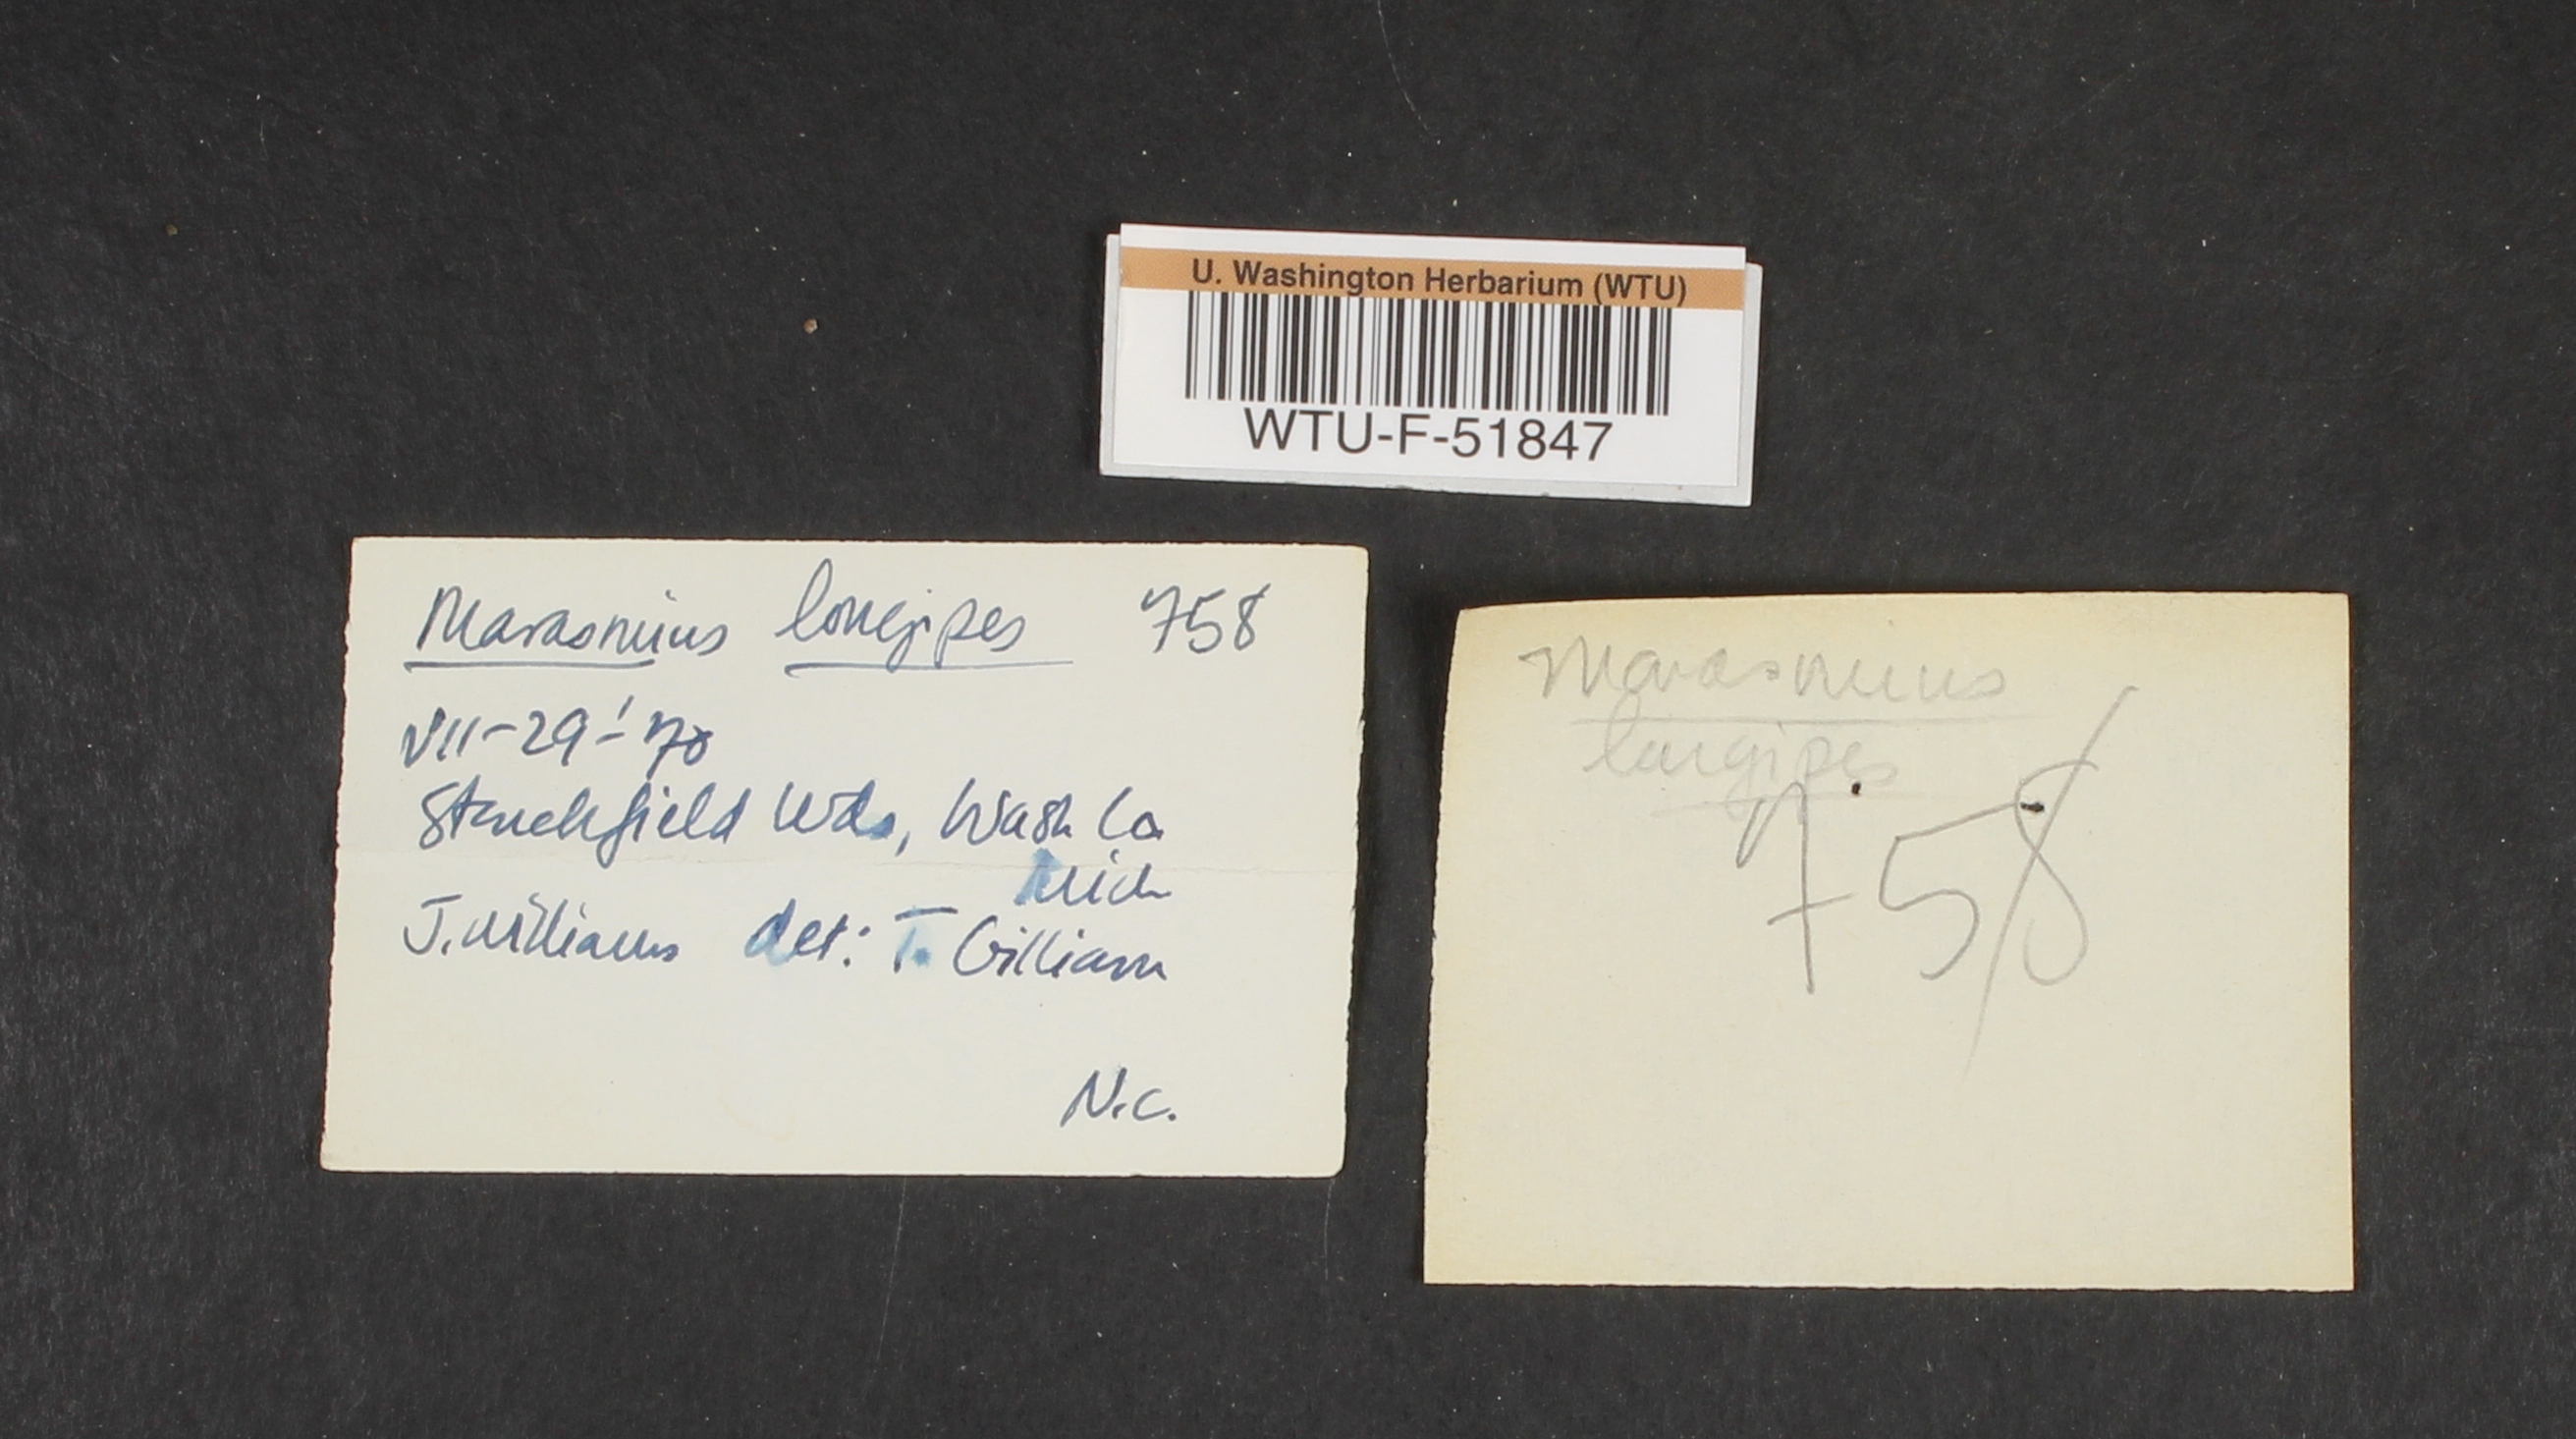 U. Washington Herbarium (WTU)
WTU-F-51847
Marasmius longipes 758
VII-29-'70
Stinchfield Wds, Wash Co
Mich
J. Williams det: T. Gilliam
N.C.
Marasmius
longipes
758